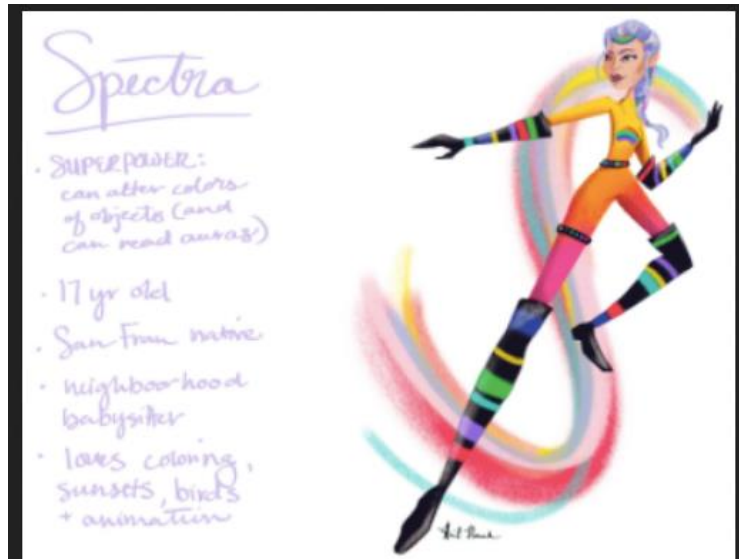 Spectra
· SUPERPOWER:
can alter colors
of objects (and
can read auras)
· 17 yr old
· San Fran native
· neighboorhood
babysitter
· loves coloring,
sunsets, birds
+ animation